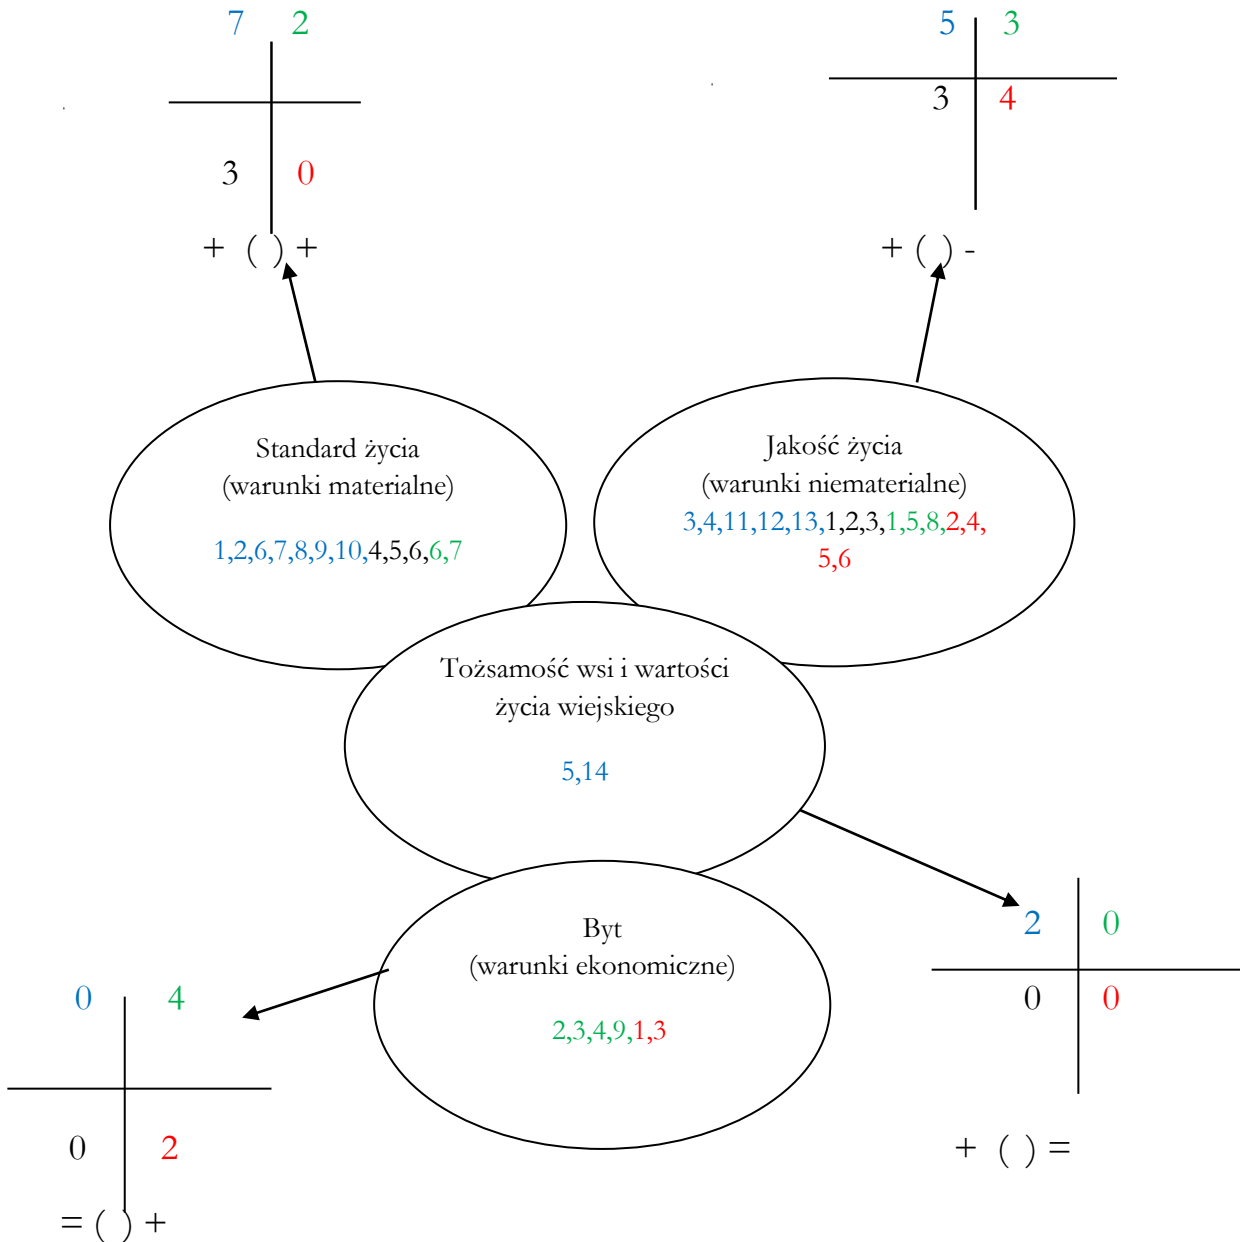 7 2
3 0
+ ( ) +
5 3
3 4
+ ( ) -
Standard życia
(warunki materialne)
1,2,6,7,8,9,10,4,5,6,6,7
Jakość życia
(warunki niematerialne)
3,4,11,12,13,1,2,3,1,5,8,2,4,
5,6
Tożsamość wsi i wartości
życia wiejskiego
5,14
2 0
0 0
+ ( ) =
Byt
(warunki ekonomiczne)
2,3,4,9,1,3
0 4
0 2
= ( ) +